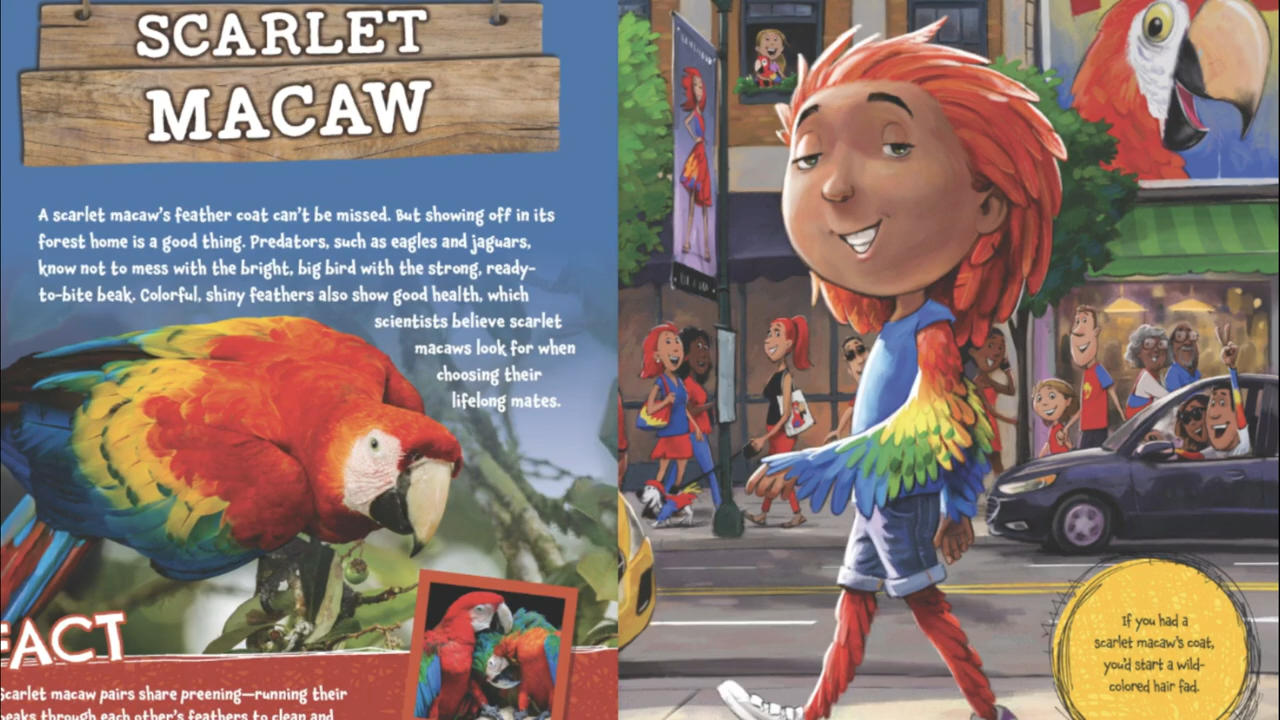 SCARLET
MACAW
A scarlet macaw's feather coat can't be missed. But showing off in its
forest home is a good thing. Predators, such as eagles and jaguars,
know not to mess with the bright, big bird with the strong, ready-
to-bite beak. Colorful, shiny feathers also show good health, which
scientists believe scarlet
macaws look for when
choosing their
lifelong mates.
FACT
Scarlet macaw pairs share preening—running their
beaks through each other's feathers to clean and
If you had a
scarlet macaw's coat,
you'd start a wild-
colored hair fad.